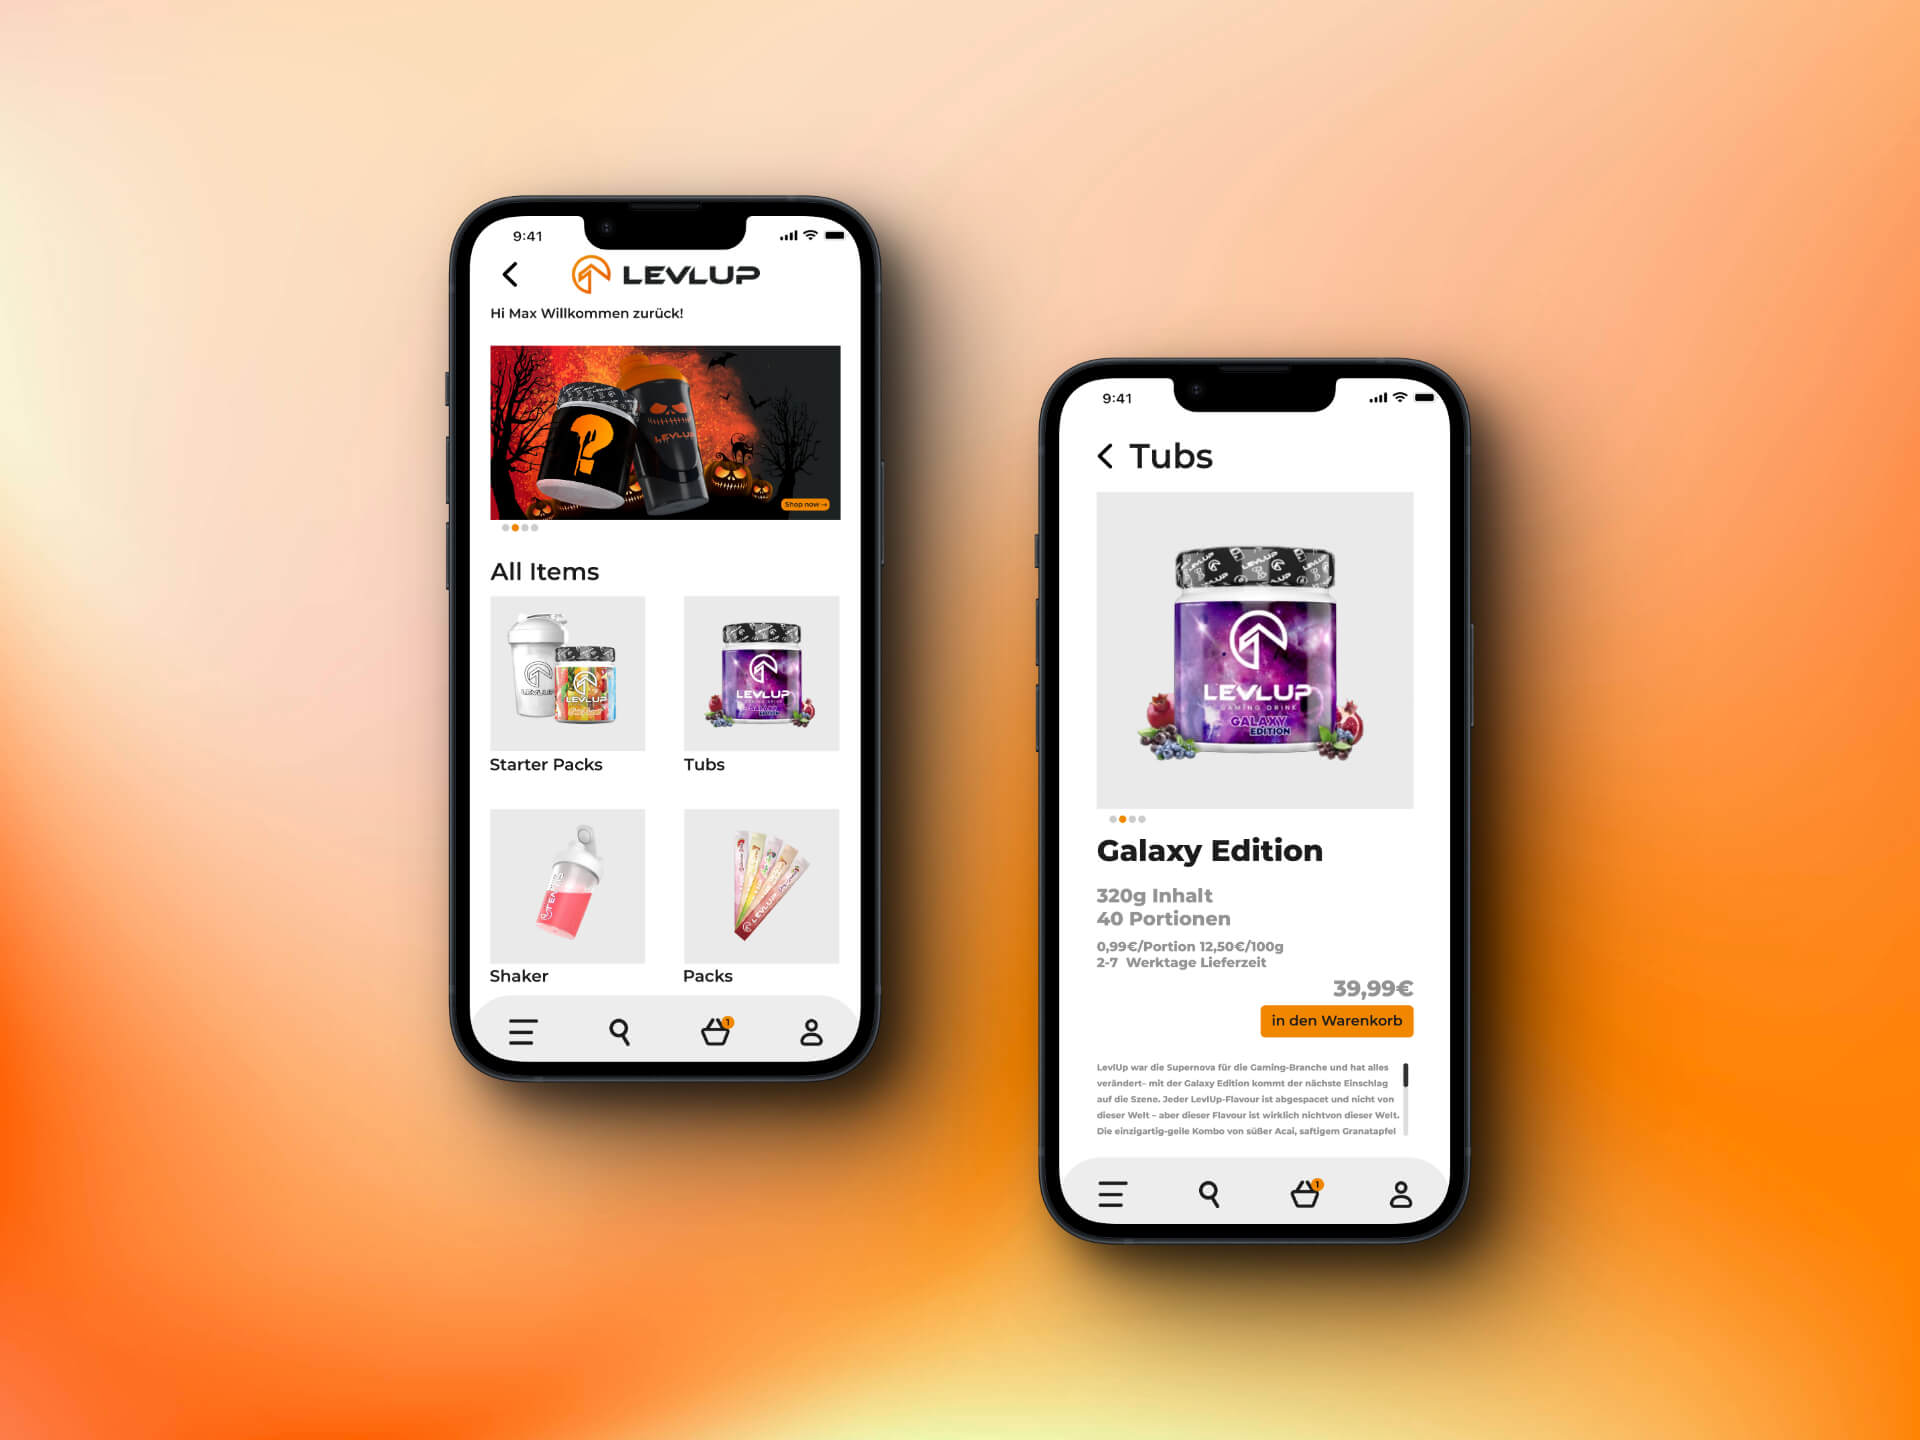 9:41
LEVLUP
Hi Max Willkommen zurück!
?
LEVLUP
Shop now →
All Items
LEVLUP
LEVLUP
LEVLUP
GALAXY
EDITION
Starter Packs
Tubs
LEVLUP
Shaker
Packs
1
9:41
Tubs
LEVLUP
LEVLUP
GAMING DRINK
GALAXY
EDITION
Galaxy Edition
320g Inhalt
40 Portionen
0,99€/Portion 12,50€/100g
2-7 Werktage Lieferzeit
39,99€
in den Warenkorb
LevlUp war die Supernova für die Gaming-Branche und hat alles
verändert– mit der Galaxy Edition kommt der nächste Einschlag
auf die Szene. Jeder LevlUp-Flavour ist abgespacet und nicht von
dieser Welt – aber dieser Flavour ist wirklich nichtvon dieser Welt.
Die einzigartig-geile Kombo von süßer Acai, saftigem Granatapfel
1